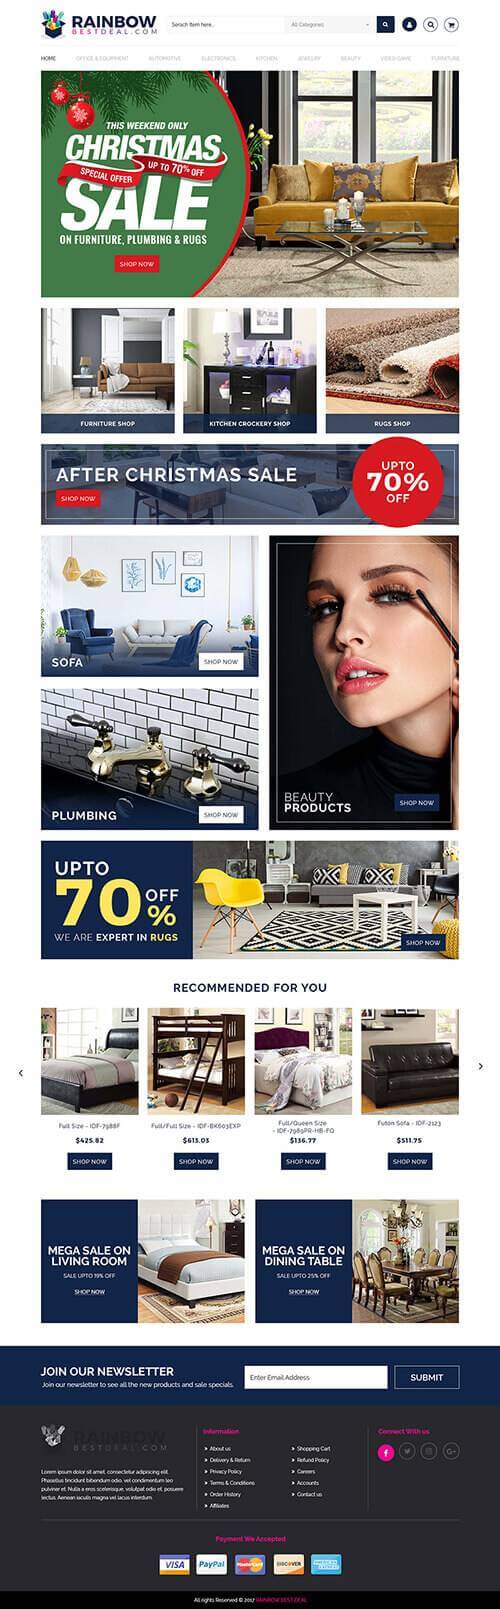 RAINBOW
BESTDEAL.COM
Serach Item here...
All Categories
HOME OFFICE & EQUIPMENT AUTOMOTIVE ELECTRONICS KITCHEN JEWELRY BEAUTY VIDEO GAME FURNITURE
THIS WEEKEND ONLY
CHRISTMAS
SPECIAL OFFER UP TO 70% OFF
SALE
ON FURNITURE, PLUMBING & RUGS
SHOP NOW
FURNITURE SHOP
KITCHEN CROCKERY SHOP
RUGS SHOP
AFTER CHRISTMAS SALE
SHOP NOW
UPTO
70%
OFF
SOFA
SHOP NOW
PLUMBING
SHOP NOW
BEAUTY
PRODUCTS
SHOP NOW
UPTO
70% OFF
WE ARE EXPERT IN RUGS
SHOP NOW
RECOMMENDED FOR YOU
Full Size - IDF-7988F
$425.82
SHOP NOW
Full/Full Size - IDF-BK603EXP
$613.03
SHOP NOW
Full/Queen Size
- IDF-7989PR-HB-FQ
$136.77
SHOP NOW
Futon Sofa - IDF-2123
$511.75
SHOP NOW
MEGA SALE ON
LIVING ROOM
SALE UPTO 19% OFF
SHOP NOW
MEGA SALE ON
DINING TABLE
SALE UPTO 25% OFF
SHOP NOW
JOIN OUR NEWSLETTER
Join our newsletter to see all the new products and sale specials.
Enter Email Address
SUBMIT
RAINBOW
BESTDEAL.COM
Lorem ipsum dolor sit amet, consectetur adipiscing elit.
Phasellus tincidunt dapibus odio, vel condimentum leo
pulvinar et. Nulla a eros scelerisque, volutpat dui pretium,
lectus. Aenean iaculis magna vel lacus interdum.
Information
About us
Delivery & Return
Privacy Policy
Terms & Conditions
Order History
Affiliates
Shopping Cart
Refund Policy
Careers
Accounts
Contact us
Connect With us
Payment We Accepted
VISA
PayPal
MasterCard
DISCOVER
AMERICAN EXPRESS
All rights Reserved © 2017 RAINBOW BEST DEAL